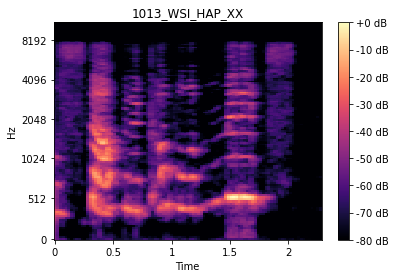 1013_WSI_HAP_XX
+0 dB
8192
-10 dB
4096
-20 dB
-30 dB
2048
Hz
-40 dB
1024
-50 dB
512
-60 dB
-70 dB
0
-80 dB
0 0.5 1 1.5 2
Time